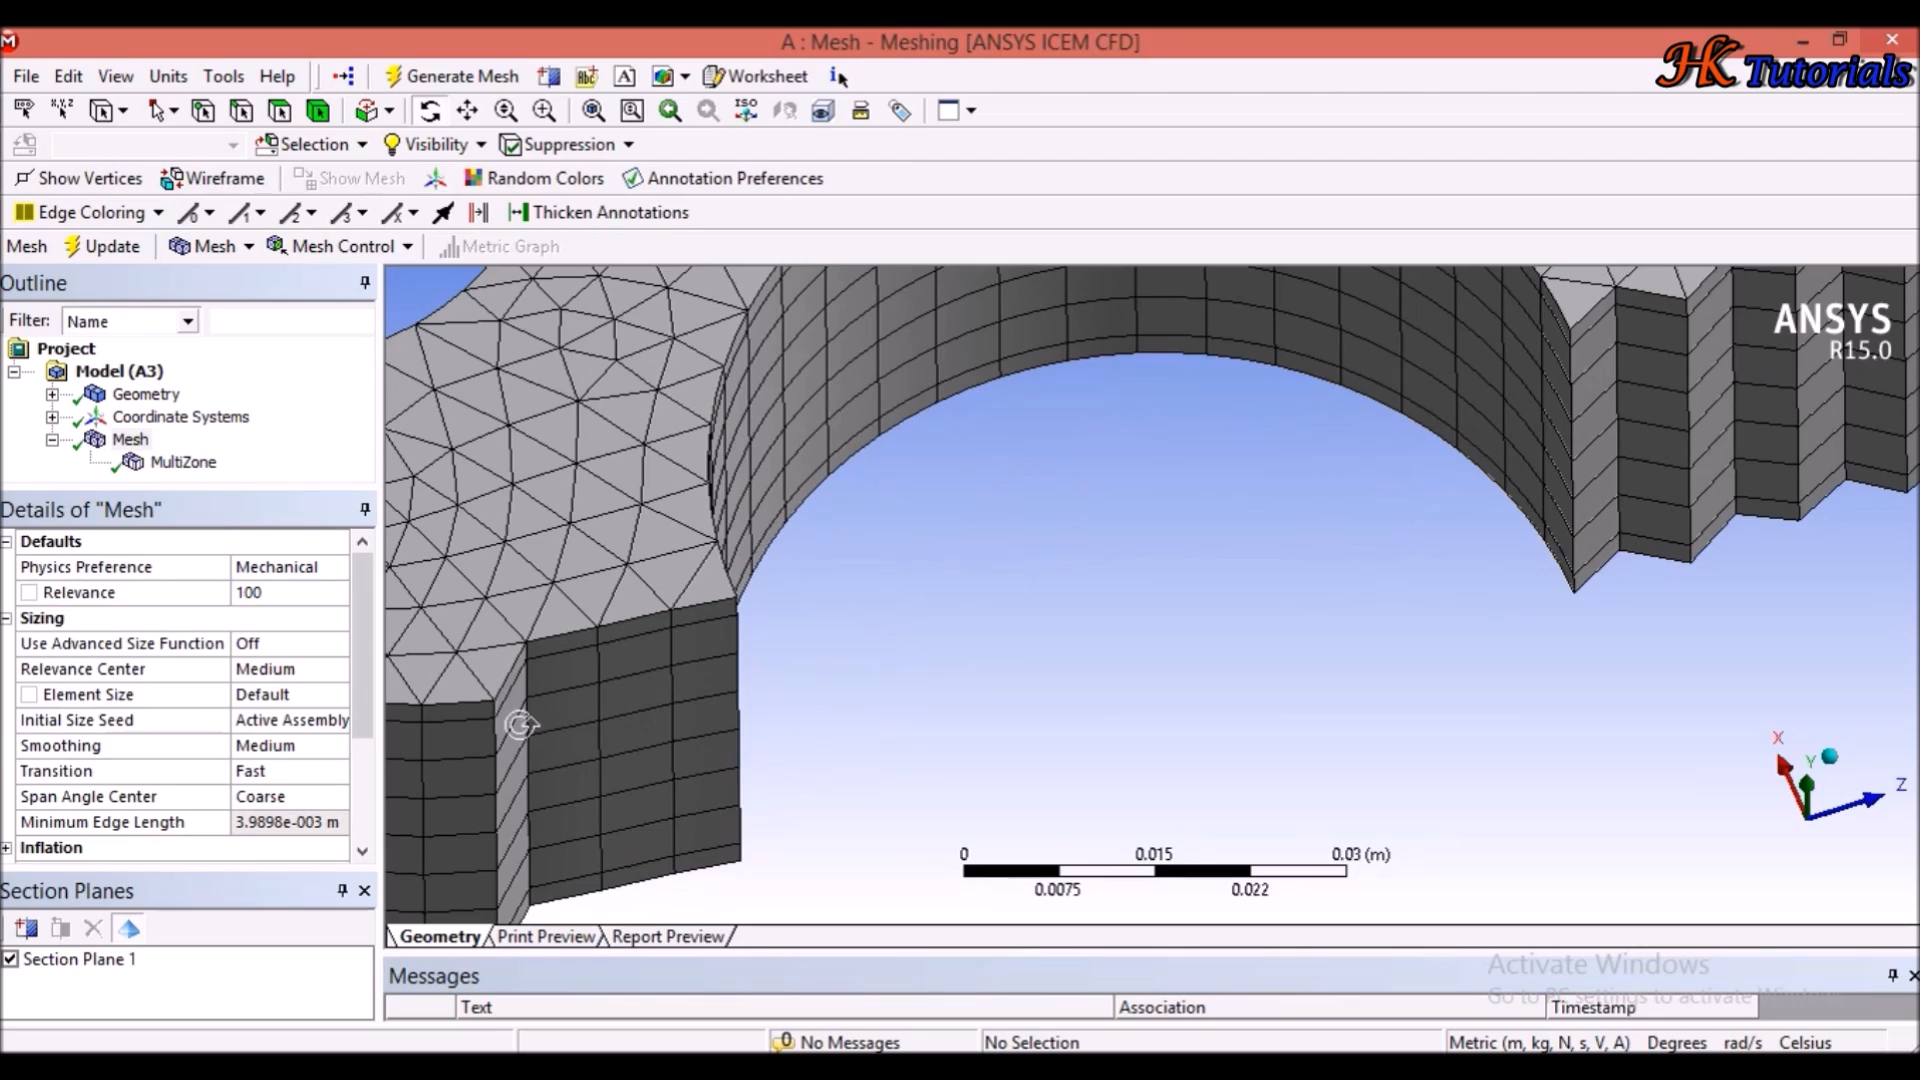 A : Mesh - Meshing [ANSYS ICEM CFD]
HK Tutorials
File Edit View Units Tools Help Generate Mesh Worksheet
Selection Visibility Suppression
Show Vertices Wireframe Show Mesh Random Colors Annotation Preferences
Edge Coloring Thicken Annotations
Mesh Update Mesh Mesh Control Metric Graph
Outline
Filter: Name
Project
Model (A3)
Geometry
Coordinate Systems
Mesh
MultiZone
Details of "Mesh"
Defaults
Physics Preference Mechanical
Relevance 100
Sizing
Use Advanced Size Function Off
Relevance Center Medium
Element Size Default
Initial Size Seed Active Assembly
Smoothing Medium
Transition Fast
Span Angle Center Coarse
Minimum Edge Length 3.9898e-003 m
Inflation
Section Planes
Section Plane 1
ANSYS
R15.0
X
Y
Z
0 0.015 0.03 (m)
0.0075 0.022
Geometry Print Preview Report Preview
Messages
Activate Windows
Go to PC settings to activate
Text Association Timestamp
No Messages No Selection Metric (m, kg, N, s, V, A) Degrees rad/s Celsius